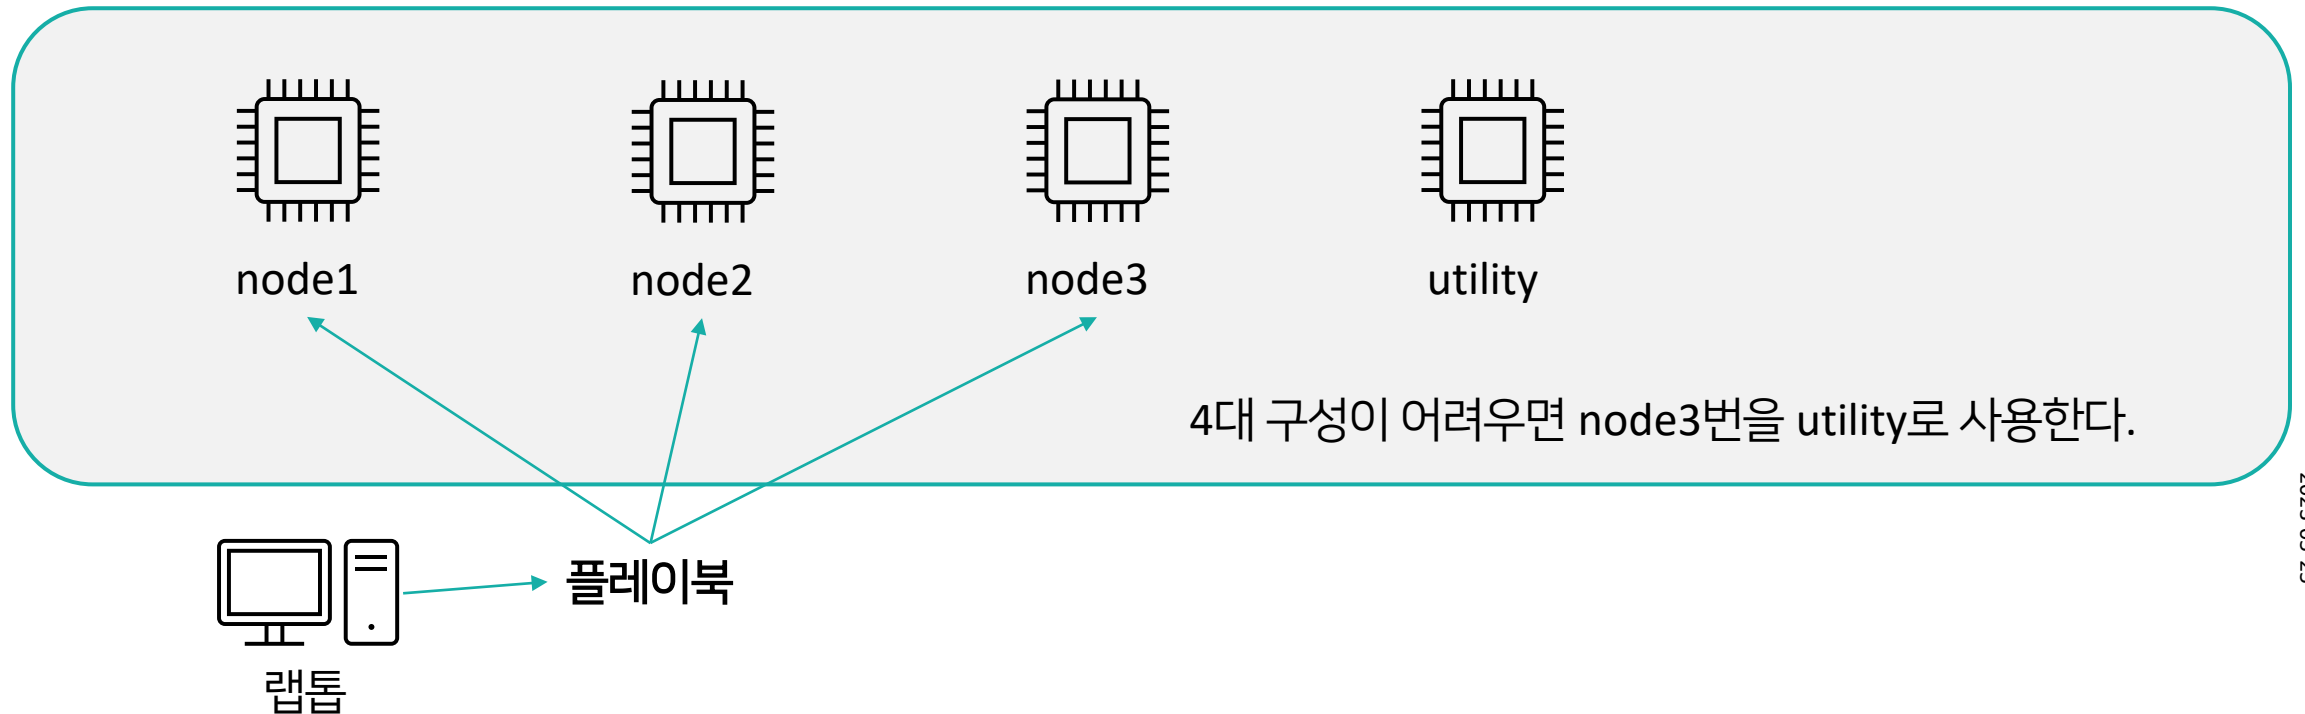 node1
node2
node3
utility
4대 구성이 어려우면 node3번을 utility로 사용한다.
플레이북
랩톱